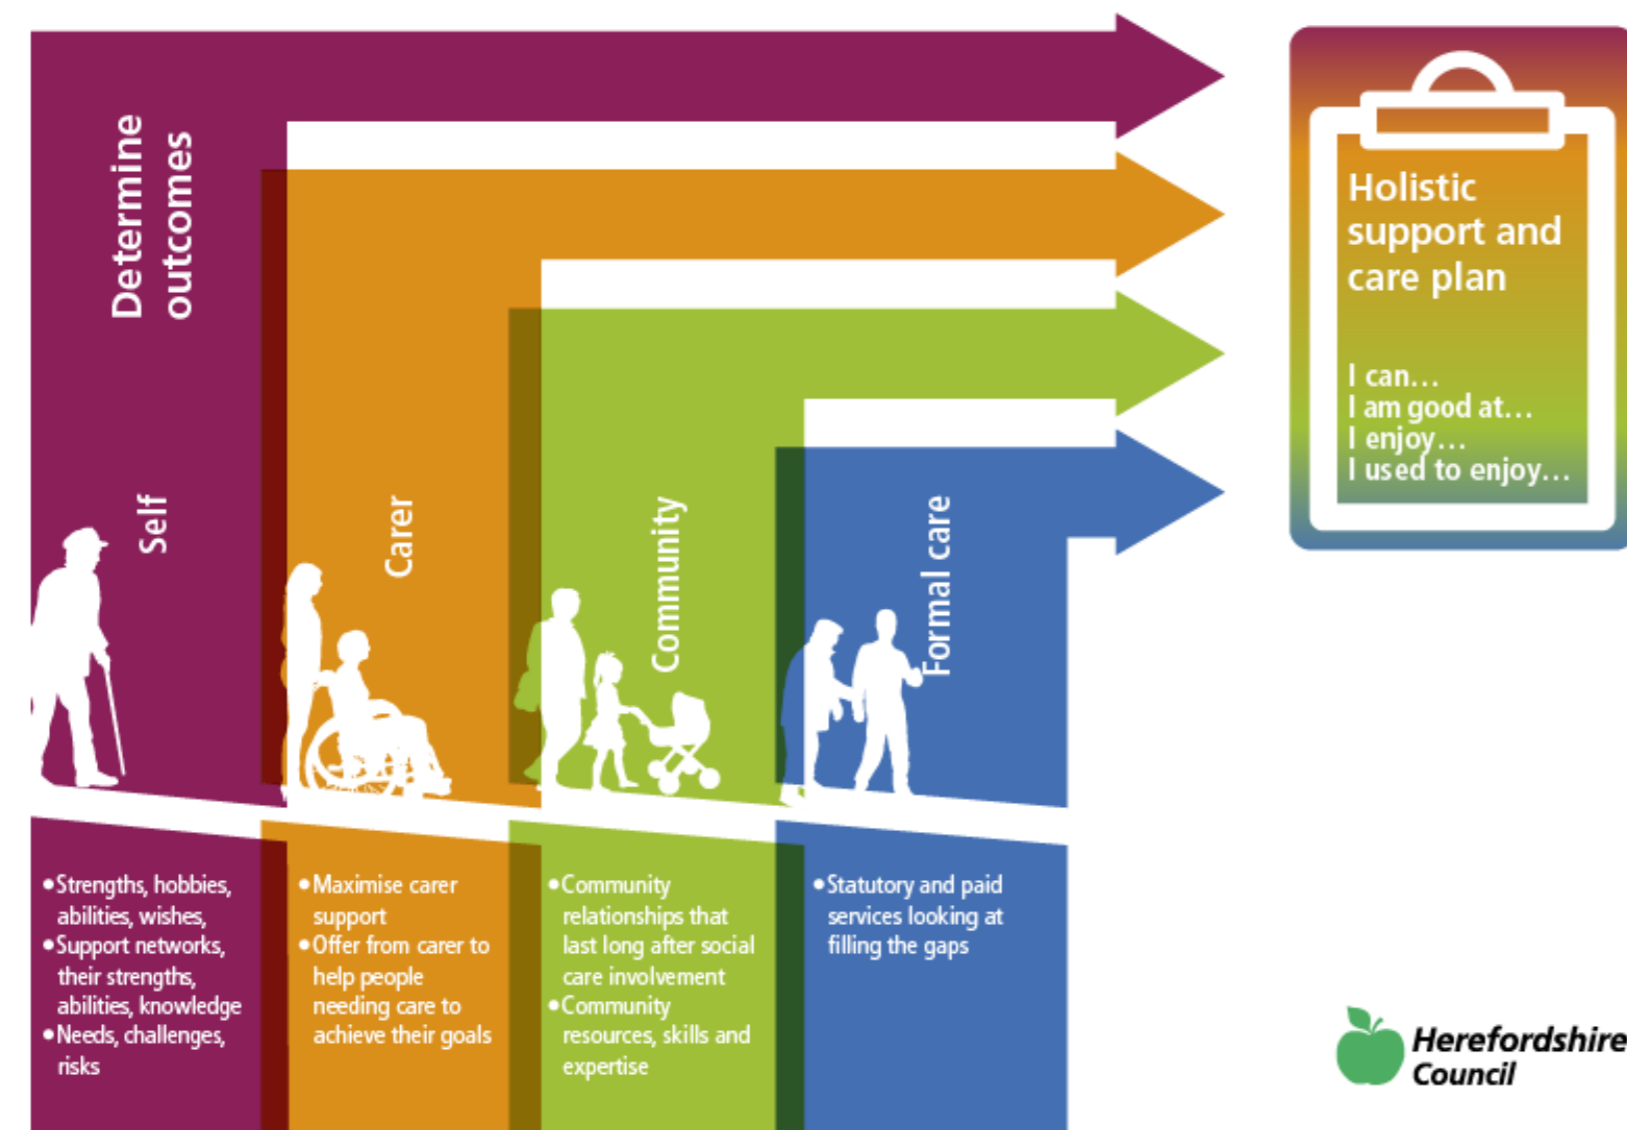 Determine
outcomes
Self
Carer
Community
Formal care
Holistic
support and
care plan
I can...
I am good at...
I enjoy...
I used to enjoy...
•Strengths, hobbies,
abilities, wishes,
•Support networks,
their strengths,
abilities, knowledge
•Needs, challenges,
risks
•Maximise carer
support
•Offer from carer to
help people
needing care to
achieve their goals
•Community
relationships that
last long after social
care involvement
•Community
resources, skills and
expertise
•Statutory and paid
services looking at
filling the gaps
Herefordshire
Council